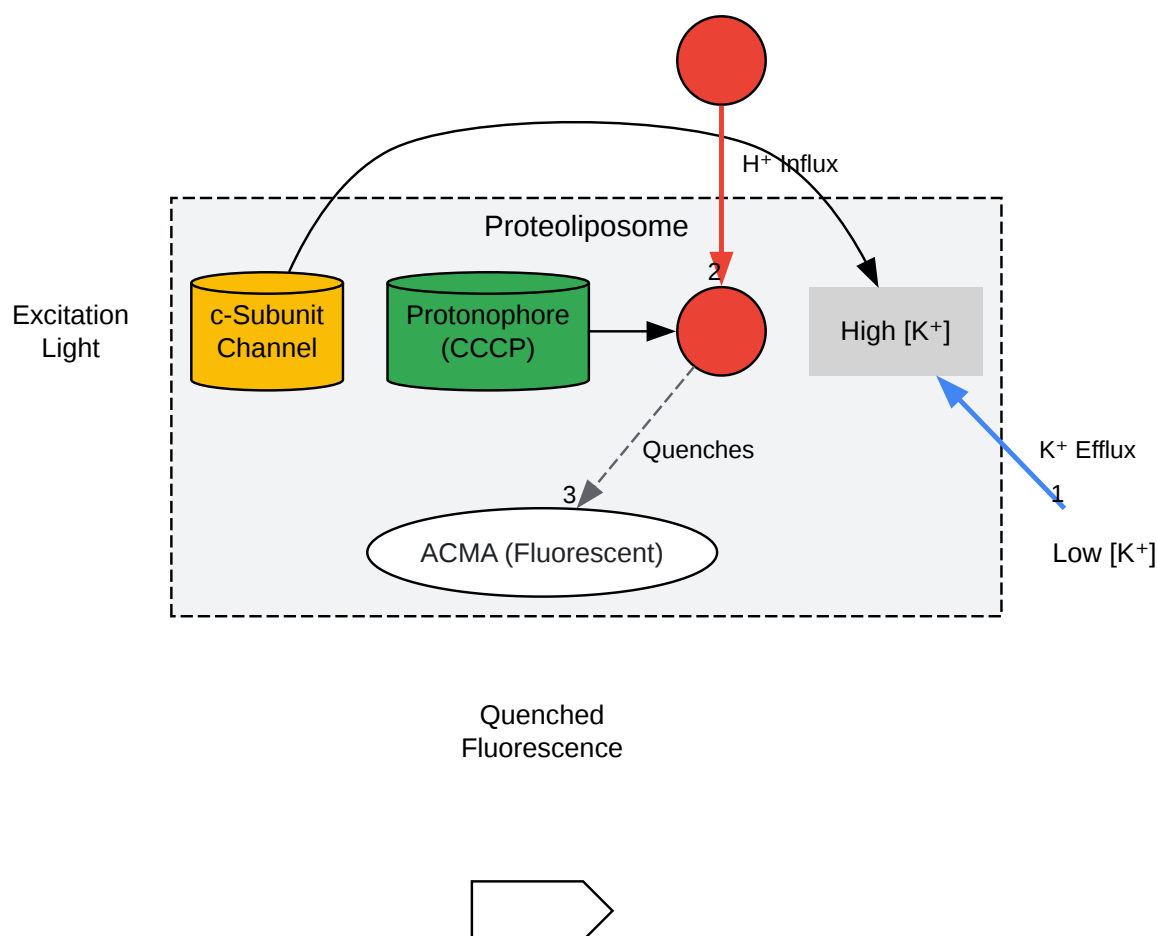 H⁺ Influx
Proteoliposome
2
Excitation
Light
c-Subunit
Channel
Protonophore
(CCCP)
High [K⁺]
Quenches
K⁺ Efflux
3
1
ACMA (Fluorescent)
Low [K⁺]
Quenched
Fluorescence